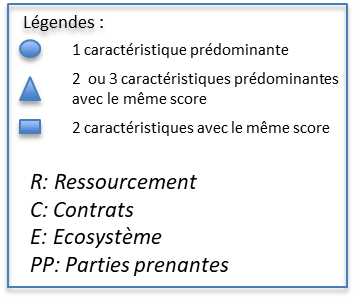 Légendes :
1 caractéristique prédominante
2 ou 3 caractéristiques prédominantes
avec le même score
2 caractéristiques avec le même score
R: Ressourcement
C: Contrats
E: Ecosystème
PP: Parties prenantes